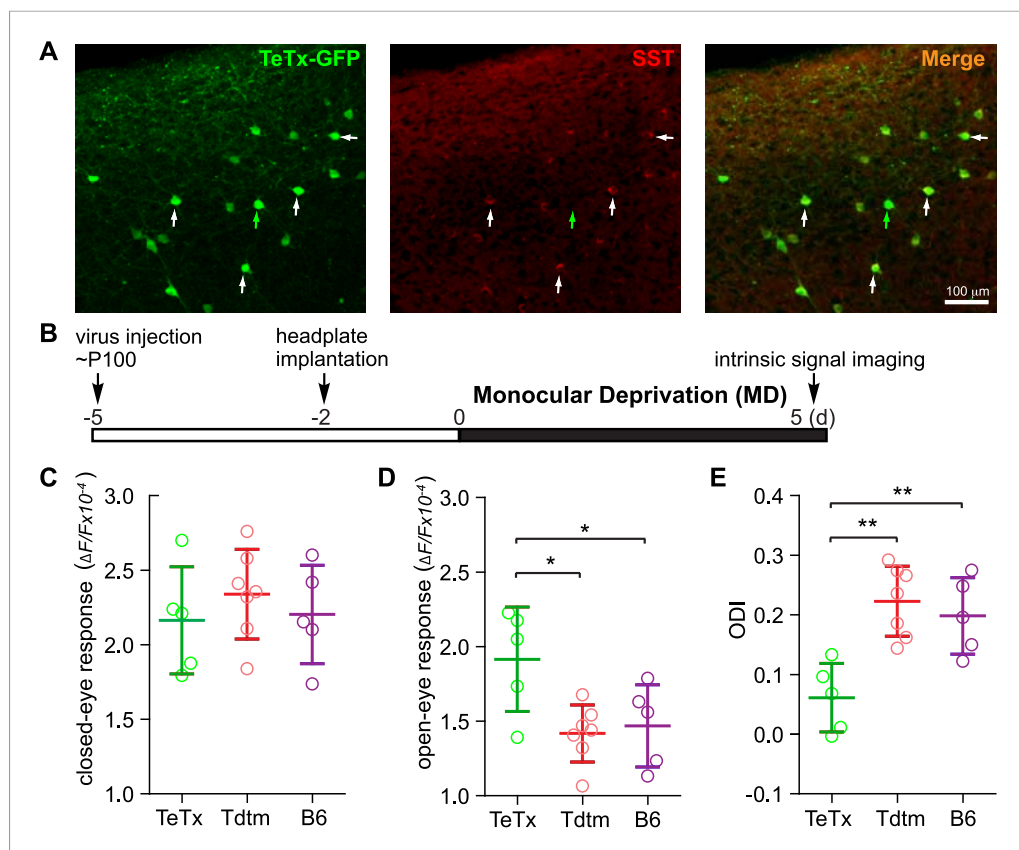 A
TeTx-GFP
SST
Merge
100 µm
B
virus injection
~P100
headplate
implantation
intrinsic signal imaging
Monocular Deprivation (MD)
-5
-2
0
5 (d)
C
closed-eye response (ΔF/Fx10-4)
3.0
2.5
2.0
1.5
1.0
TeTx
Tdtm
B6
D
open-eye response (ΔF/Fx10-4)
3.0
2.5
2.0
1.5
1.0
*
*
TeTx
Tdtm
B6
E
ODI
0.4
0.3
0.2
0.1
0.0
-0.1
**
**
TeTx
Tdtm
B6